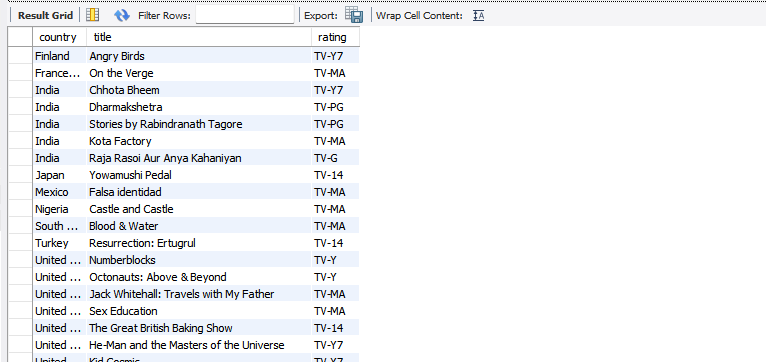 Result Grid Filter Rows: Export: Wrap Cell Content: IA
country title rating
Finland Angry Birds TV-Y7
France... On the Verge TV-MA
India Chhota Bheem TV-Y7
India Dharmakshetra TV-PG
India Stories by Rabindranath Tagore TV-PG
India Kota Factory TV-MA
India Raja Rasoi Aur Anya Kahaniyan TV-G
Japan Yowamushi Pedal TV-14
Mexico Falsa identidad TV-MA
Nigeria Castle and Castle TV-MA
South ... Blood & Water TV-MA
Turkey Resurrection: Ertugrul TV-14
United ... Numberblocks TV-Y
United ... Octonauts: Above & Beyond TV-Y
United ... Jack Whitehall: Travels with My Father TV-MA
United ... Sex Education TV-MA
United ... The Great British Baking Show TV-14
United ... He-Man and the Masters of the Universe TV-Y7
United ... Kid Cosmic TV-Y7